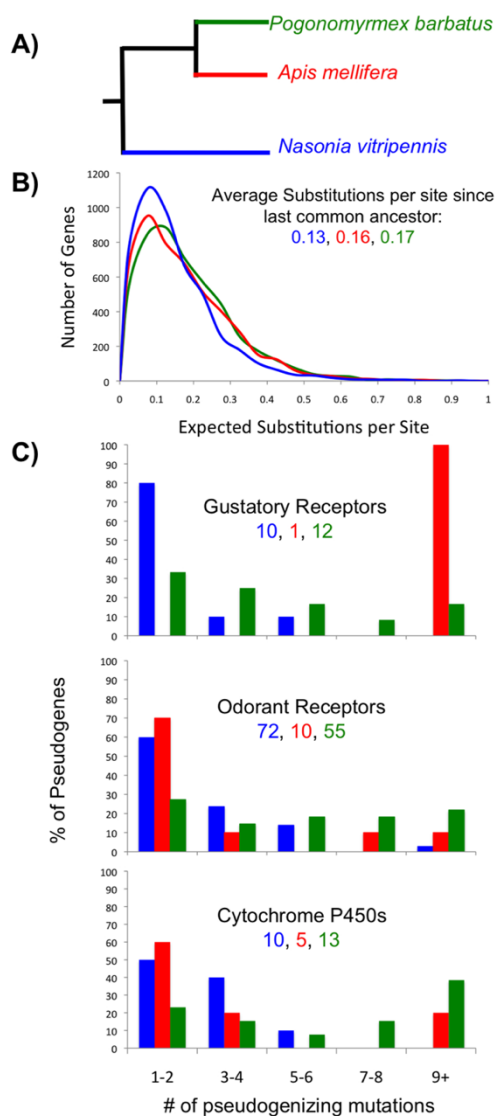 A)
Pogonomyrmex barbatus
Apis mellifera
Nasonia vitripennis
B)
Average Substitutions per site since
last common ancestor:
0.13, 0.16, 0.17
Number of Genes
1200
1000
800
600
400
200
0
0 0.1 0.2 0.3 0.4 0.5 0.6 0.7 0.8 0.9 1
Expected Substitutions per Site
C)
% of Pseudogenes
Gustatory Receptors
10, 1, 12
100
90
80
70
60
50
40
30
20
10
0
Odorant Receptors
72, 10, 55
100
90
80
70
60
50
40
30
20
10
0
Cytochrome P450s
10, 5, 13
100
90
80
70
60
50
40
30
20
10
0
1-2 3-4 5-6 7-8 9+
# of pseudogenizing mutations